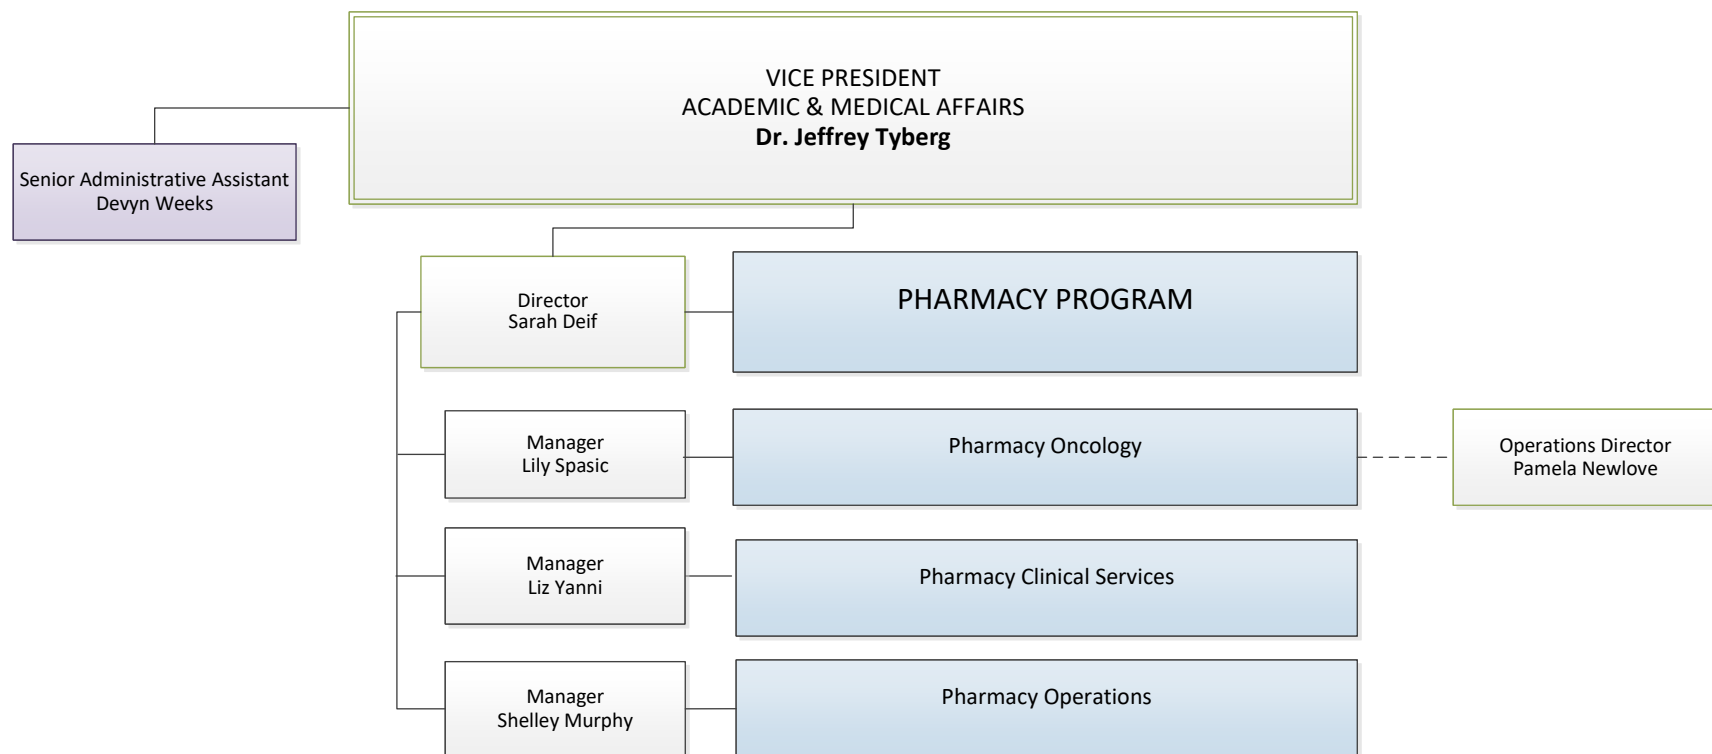 VICE PRESIDENT
ACADEMIC & MEDICAL AFFAIRS
Dr. Jeffrey Tyberg
Senior Administrative Assistant
Devyn Weeks
Director
Sarah Deif
PHARMACY PROGRAM
Manager
Lily Spasic
Pharmacy Oncology
Operations Director
Pamela Newlove
Manager
Liz Yanni
Pharmacy Clinical Services
Manager
Shelley Murphy
Pharmacy Operations